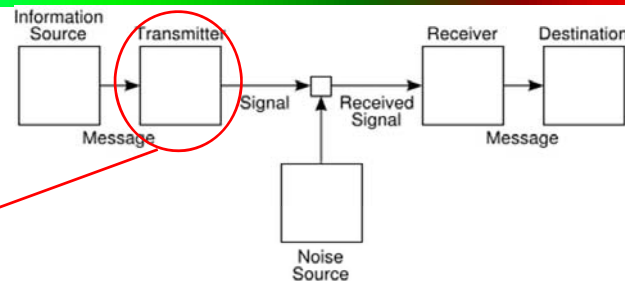 Information
Source
Transmitter
Receiver
Destination
Signal
Received
Signal
Message
Message
Noise
Source